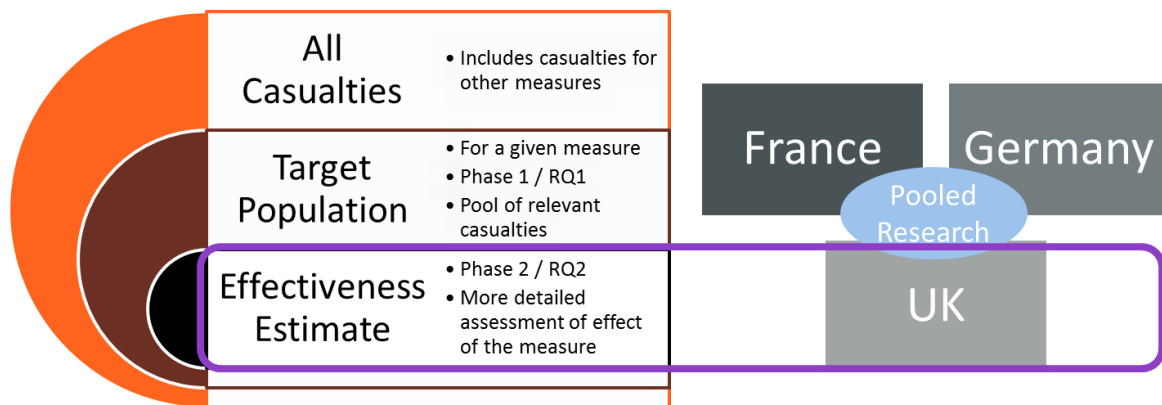 All
Casualties
• Includes casualties for
other measures
Target
Population
• For a given measure
• Phase 1 / RQ1
• Pool of relevant
casualties
Effectiveness
Estimate
• Phase 2 / RQ2
• More detailed
assessment of effect
of the measure
France
Germany
Pooled
Research
UK